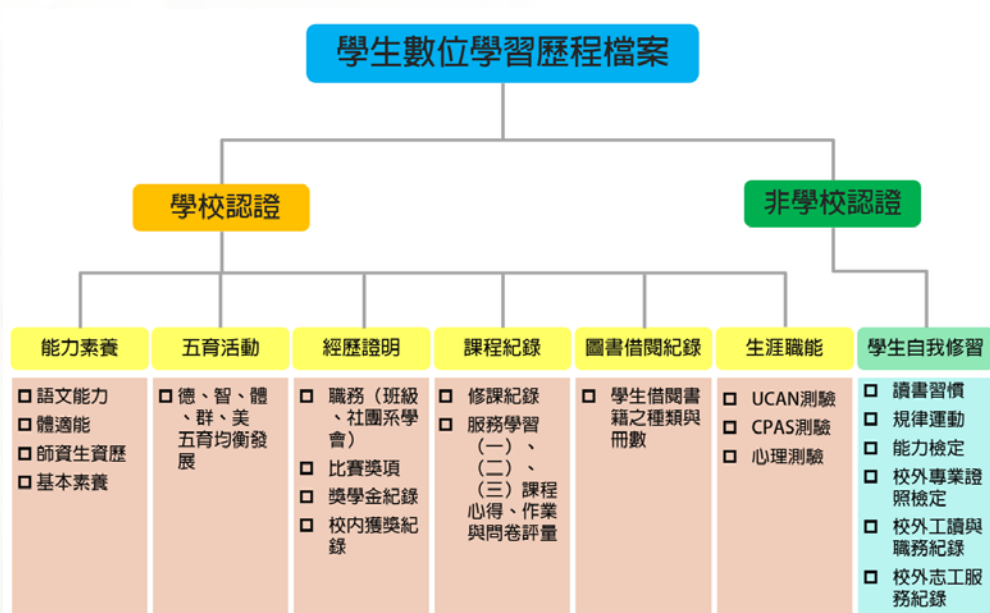 學生數位學習歷程檔案
學校認證
非學校認證
能力素養
語文能力
體適能
師資生資歷
基本素養
五育活動
德、智、體
、群、美
五育均衡發
展
經歷證明
職務（班級
、社團系學
會）
比賽獎項
獎學金紀錄
校內獲獎紀
錄
課程紀錄
修課紀錄
服務學習
（一）、
（二）、
（三）課程
心得、作業
與問卷評量
圖書借閱紀錄
學生借閱書
籍之種類與
冊數
生涯職能
UCAN測驗
CPAS測驗
心理測驗
學生自我修習
讀書習慣
規律運動
能力檢定
校外專業證
照檢定
校外工讀與
職務紀錄
校外志工服
務紀錄